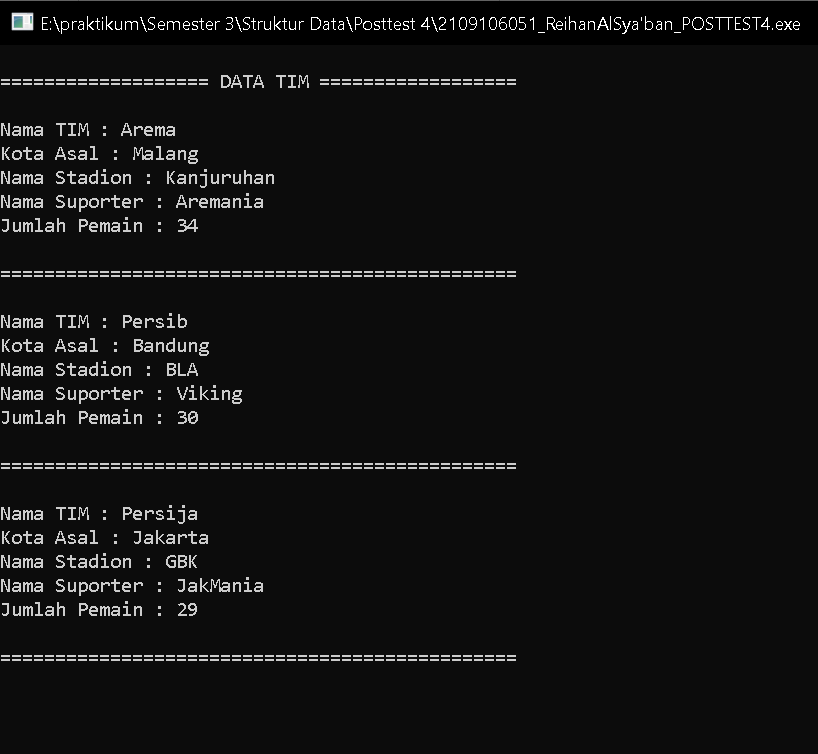 E:\praktikum\Semester 3\Struktur Data\Posttest 4\2109106051_ReihanAlSya'ban_POSTTEST4.exe
=================== DATA TIM ==================
Nama TIM : Arema
Kota Asal : Malang
Nama Stadion : Kanjuruhan
Nama Suporter : Aremania
Jumlah Pemain : 34
===============================================
Nama TIM : Persib
Kota Asal : Bandung
Nama Stadion : BLA
Nama Suporter : Viking
Jumlah Pemain : 30
===============================================
Nama TIM : Persija
Kota Asal : Jakarta
Nama Stadion : GBK
Nama Suporter : JakMania
Jumlah Pemain : 29
===============================================